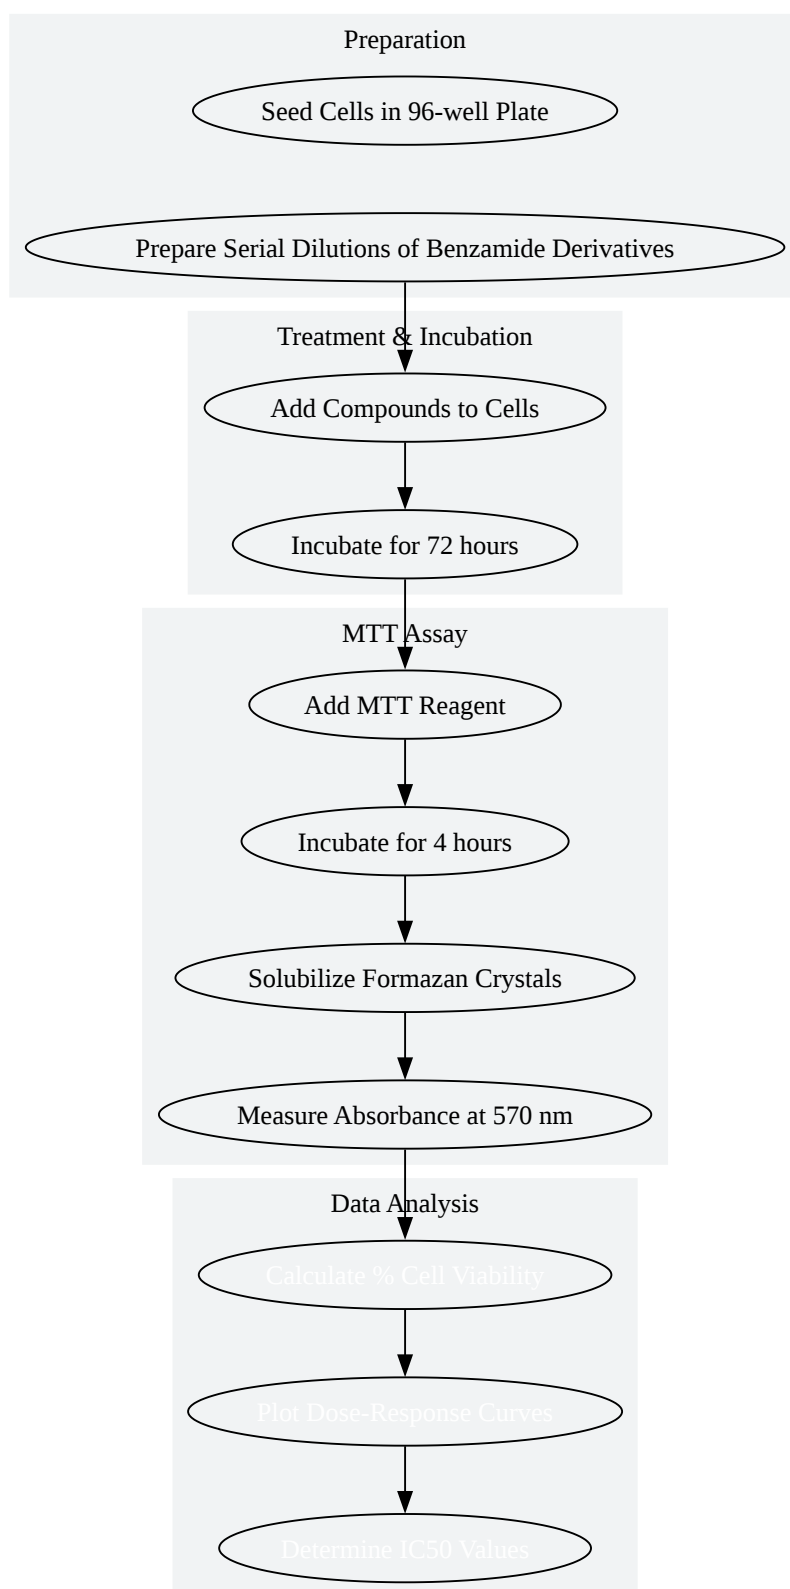 Preparation
Seed Cells in 96-well Plate
Prepare Serial Dilutions of Benzamide Derivatives
Treatment & Incubation
Add Compounds to Cells
Incubate for 72 hours
MTT Assay
Add MTT Reagent
Incubate for 4 hours
Solubilize Formazan Crystals
Measure Absorbance at 570 nm
Data Analysis
Calculate % Cell Viability
Plot Dose-Response Curves
Determine IC50 Values